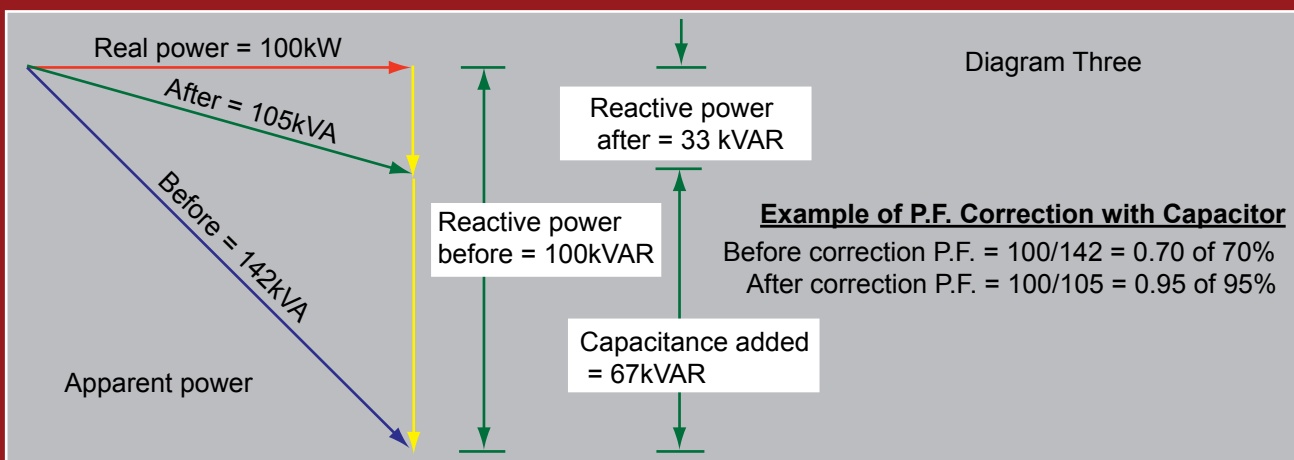 Real power = 100kW
After = 105kVA
Before = 142kVA
Apparent power
Reactive power
before = 100kVAR
Reactive power
after = 33 kVAR
Capacitance added
= 67kVAR
Diagram Three
Example of P.F. Correction with Capacitor
Before correction P.F. = 100/142 = 0.70 of 70%
After correction P.F. = 100/105 = 0.95 of 95%